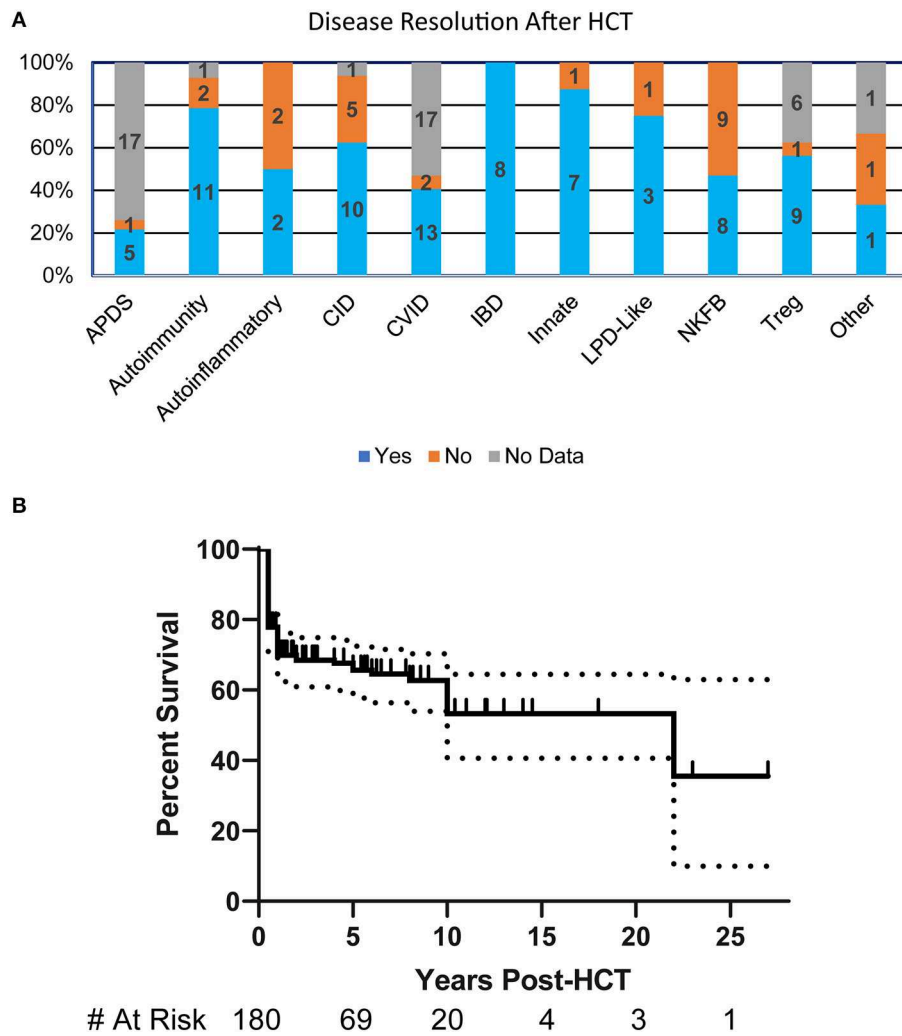 A
Disease Resolution After HCT
100%
80%
60%
40%
20%
0%
17
1
5
1
2
11
2
2
1
5
10
17
2
13
8
1
7
1
3
9
8
6
1
9
1
1
1
APDS
Autoimmunity
Autoinflammatory
CID
CVID
IBD
Innate
LPD-Like
NKFB
Treg
Other
Yes No No Data
B
Percent Survival
100
80
60
40
20
0
0 5 10 15 20 25
Years Post-HCT
# At Risk 180 69 20 4 3 1